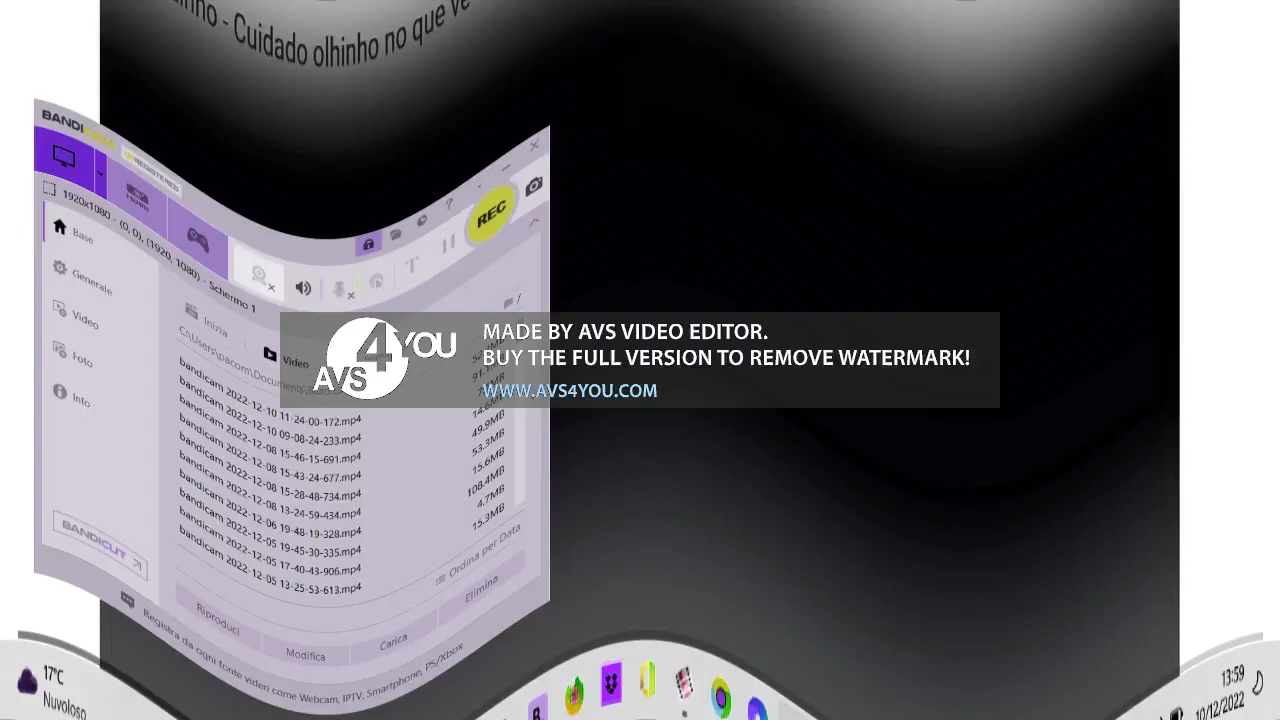 - Cuidado olhinho no que
BANDICAM
UNREGISTERED
REC
1920x1080 - (0, 0), (1920, 1080) - Schermo 1
Base
Generale
Video
Foto
Info
Inizia
Video
C:\Users\pacom\Documents\
MADE BY AVS VIDEO EDITOR.
BUY THE FULL VERSION TO REMOVE WATERMARK!
WWW.AVS4YOU.COM
AVS 4YOU
bandicam 2022-12-10 11-24-00-172.mp4
bandicam 2022-12-10 09-08-24-233.mp4 49.9MB
bandicam 2022-12-08 15-46-15-691.mp4 53.3MB
bandicam 2022-12-08 15-43-24-677.mp4 15.6MB
bandicam 2022-12-08 15-28-48-734.mp4 108.4MB
bandicam 2022-12-08 13-24-59-434.mp4 4.7MB
bandicam 2022-12-06 19-48-19-328.mp4 15.3MB
bandicam 2022-12-05 19-45-30-335.mp4
bandicam 2022-12-05 17-40-43-906.mp4
bandicam 2022-12-05 13-25-53-613.mp4
Ordina per Data
BANDICUT
Riproduci
Modifica
Carica
Elimina
Registra da ogni fonte video come Webcam, IPTV, Smartphone, PS/Xbox
17°C
Nuvoloso
13:59
10/12/2022